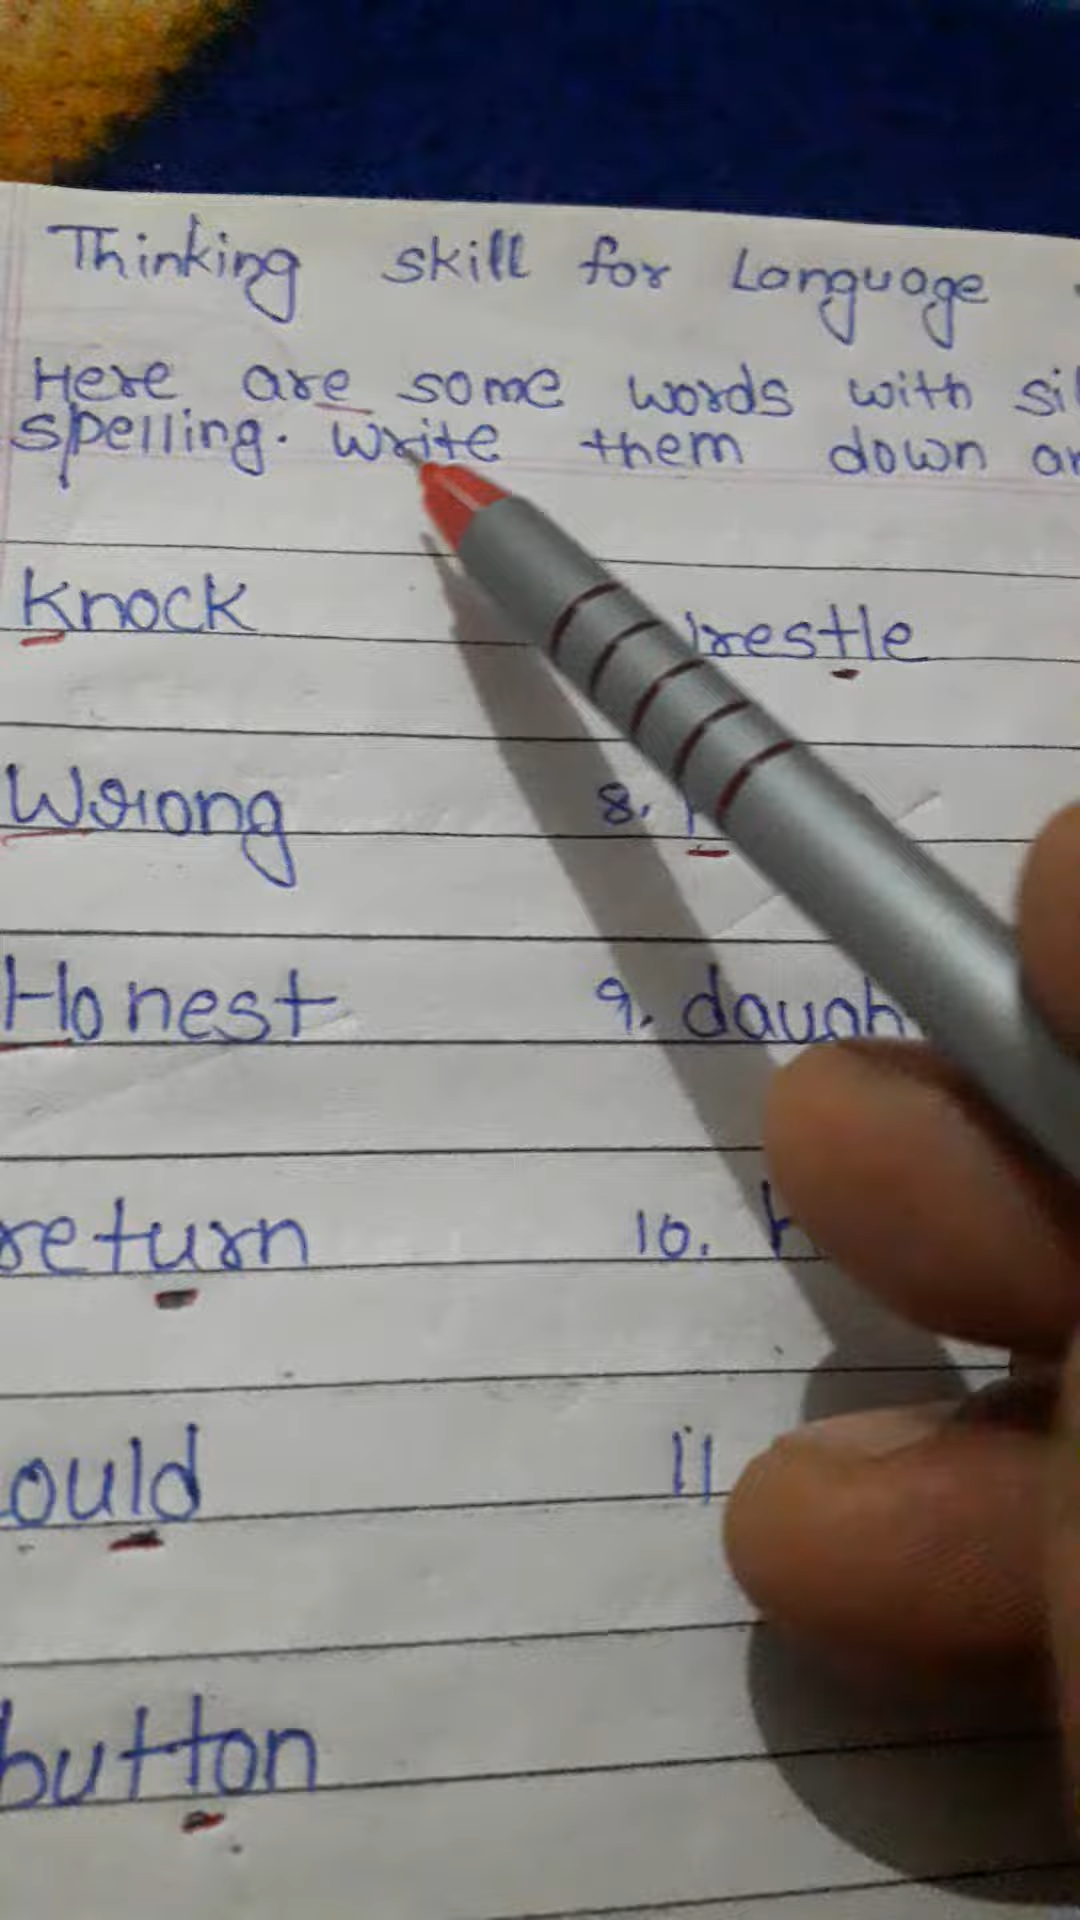 Thinking skill for Language
Here are some words with
spelling. Write them down
Knock
restle
Wrong
8.
Honest
9. daugh
return
10. h
ould
11
button